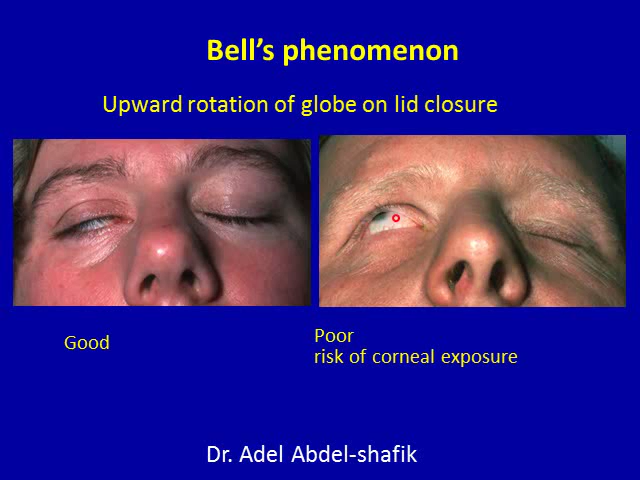 Bell’s phenomenon
Upward rotation of globe on lid closure
Good
Poor
risk of corneal exposure
Dr. Adel Abdel-shafik